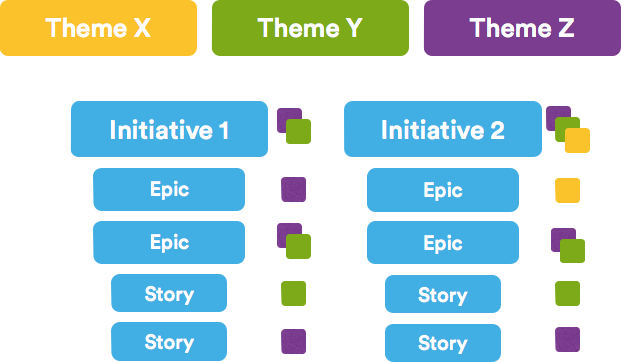 Theme X
Theme Y
Theme Z
Initiative 1
Initiative 2
Epic
Epic
Epic
Epic
Story
Story
Story
Story